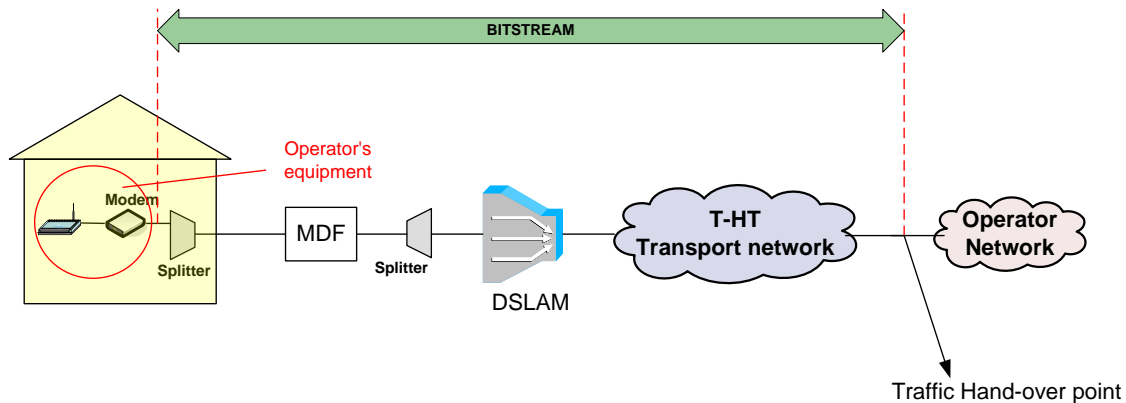 BITSTREAM
Operator's
equipment
Modem
Splitter
MDF
Splitter
DSLAM
T-HT
Transport network
Operator
Network
Traffic Hand-over point